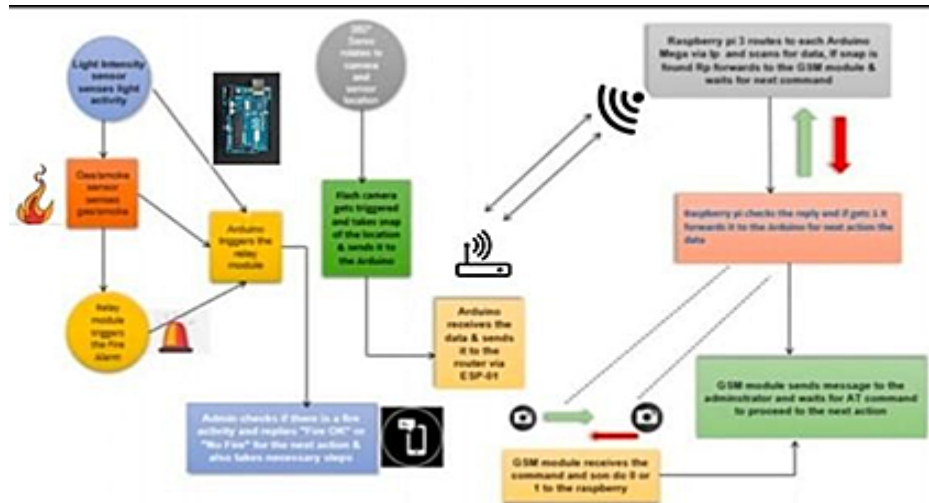 Light Intensity
sensor
senses light
activity
Gas/smoke
sensor
senses
gas/smoke
Relay
module
triggers
the Fire
Alarm
Arduino
triggers the
relay
module
360°
Servo
rotates to
camera
and sensor
location
Flash camera
gets triggered
and takes snap
of the location
& sends it to
the Arduino
Arduino
receives the
data & sends
it to the
router via
ESP-01
Admin checks if there is a fire
activity and replies "Fire OK" or
"No Fire" for the next action &
also takes necessary steps
Raspberry pi 3 routes to each Arduino
Mega via Ip and scans for data, If snap is
found Rp forwards to the GSM module &
waits for next command
Raspberry pi checks the reply and if gets 1 it
forwards it to the Arduino for next action the
data
GSM module sends message to the
adminstrator and waits for AT command
to proceed to the next action
GSM module receives the
command and son do 0 or
1 to the raspberry